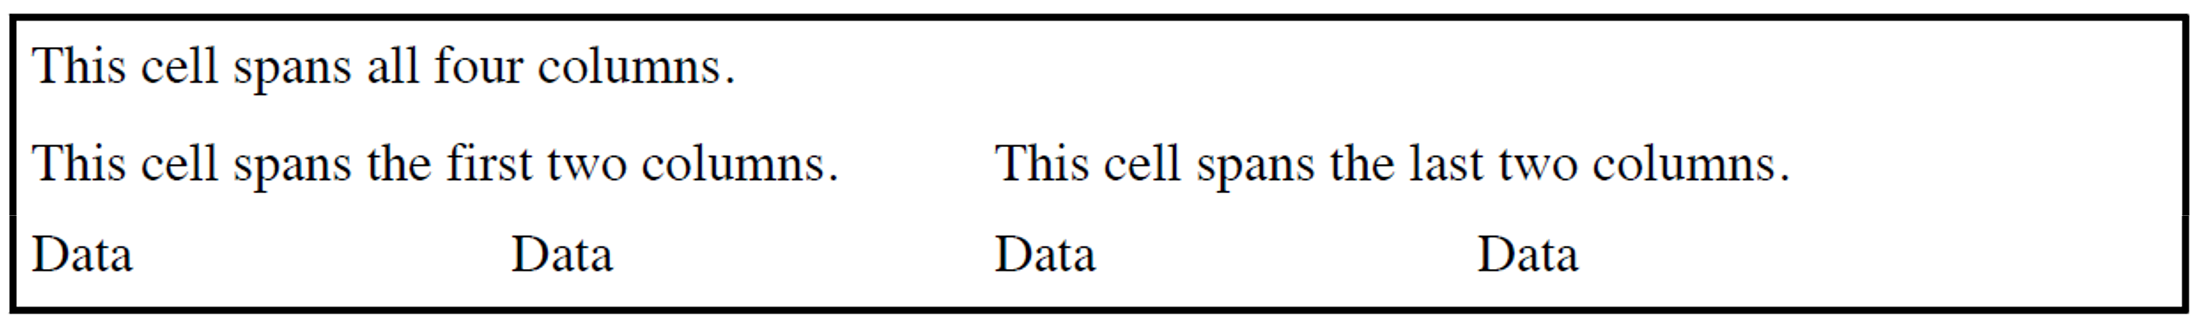 This cell spans all four columns.
This cell spans the first two columns. This cell spans the last two columns.
Data Data Data Data